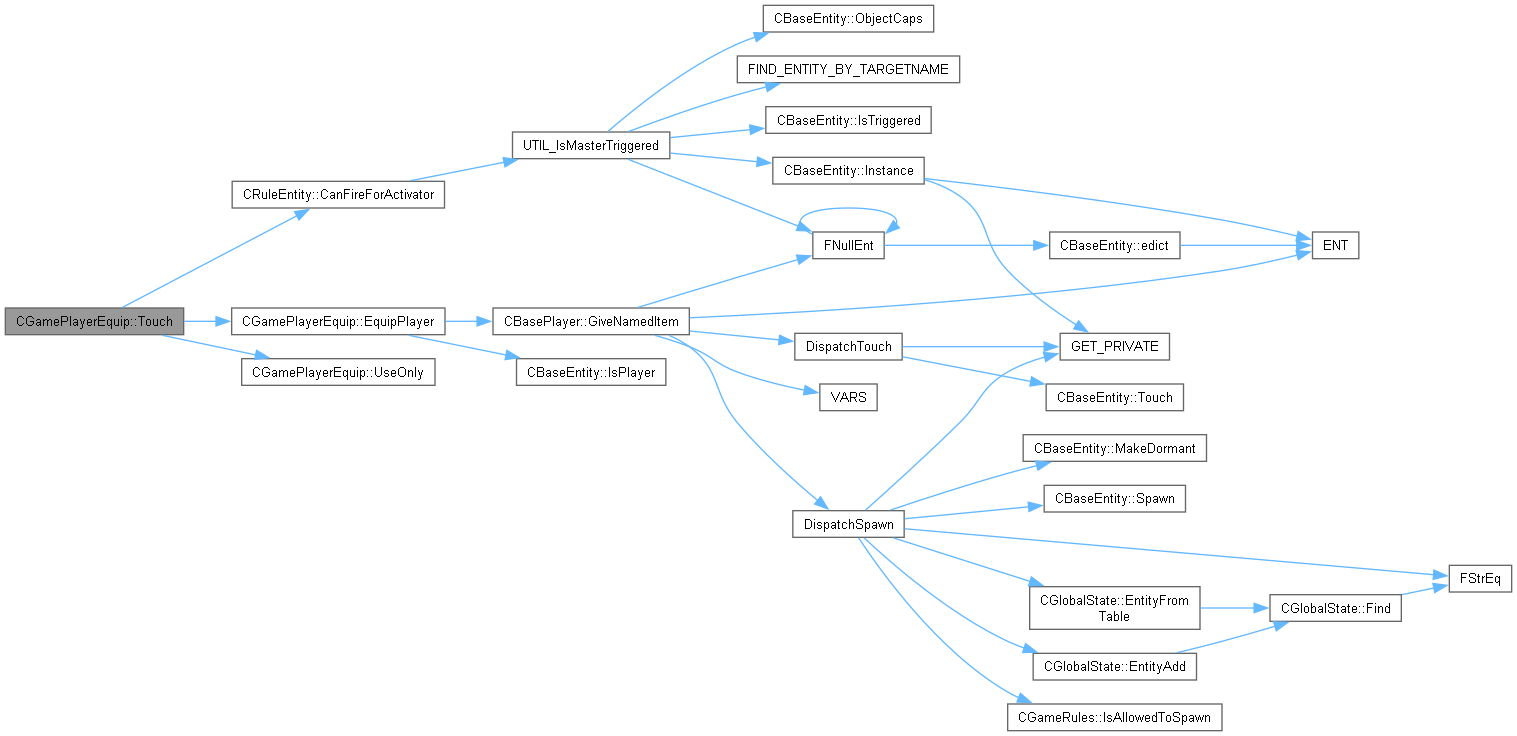 CBaseEntity::ObjectCaps
FIND_ENTITY_BY_TARGETNAME
CBaseEntity::IsTriggered
UTIL_IsMasterTriggered
CBaseEntity::Instance
CRuleEntity::CanFireForActivator
FNullEnt
CBaseEntity::edict
ENT
CGamePlayerEquip::Touch
CGamePlayerEquip::EquipPlayer
CBasePlayer::GiveNamedItem
DispatchTouch
GET_PRIVATE
CGamePlayerEquip::UseOnly
CBaseEntity::IsPlayer
VARS
CBaseEntity::Touch
CBaseEntity::MakeDormant
CBaseEntity::Spawn
DispatchSpawn
FStrEq
CGlobalState::EntityFrom
Table
CGlobalState::Find
CGlobalState::EntityAdd
CGameRules::IsAllowedToSpawn